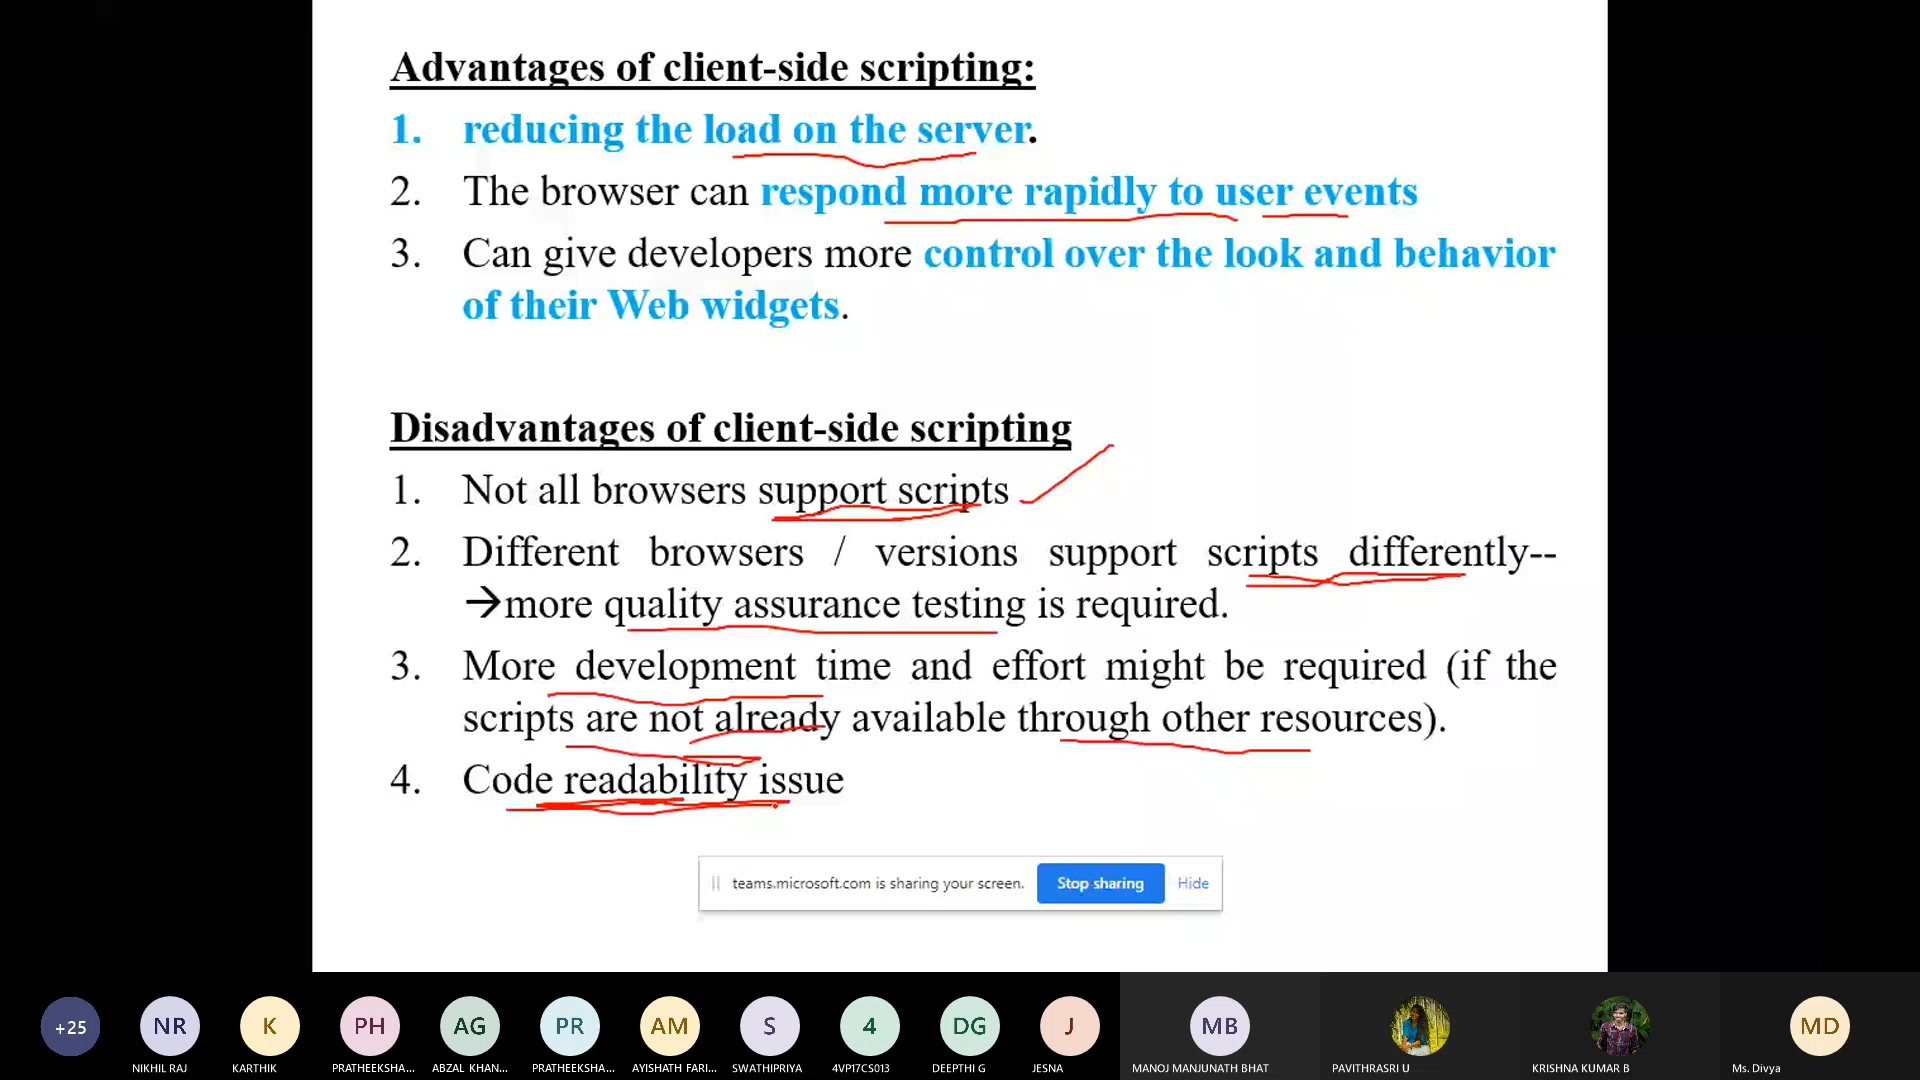 Advantages of client-side scripting:
1. reducing the load on the server.
2. The browser can respond more rapidly to user events
3. Can give developers more control over the look and behavior
of their Web widgets.
Disadvantages of client-side scripting
1. Not all browsers support scripts
2. Different browsers / versions support scripts differently--
→more quality assurance testing is required.
3. More development time and effort might be required (if the
scripts are not already available through other resources).
4. Code readability issue
teams.microsoft.com is sharing your screen. Stop sharing Hide
+25 NR K PH AG PR AM S 4 DG J MB MD
NIKHIL RAJ KARTHIK PRATHEEKSHA... ABZAL KHAN... PRATHEEKSHA... AYISHATH FARI... SWATHIPRIYA 4VP17CS013 DEEPTHI G JESNA MANOJ MANJUNATH BHAT PAVITHRASRI U KRISHNA KUMAR B Ms. Divya